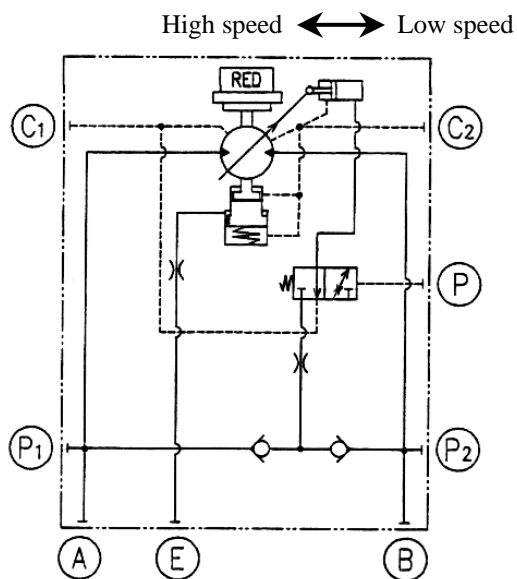 High speed Low speed
RED
C1 C2
P
P1 P2
A E B